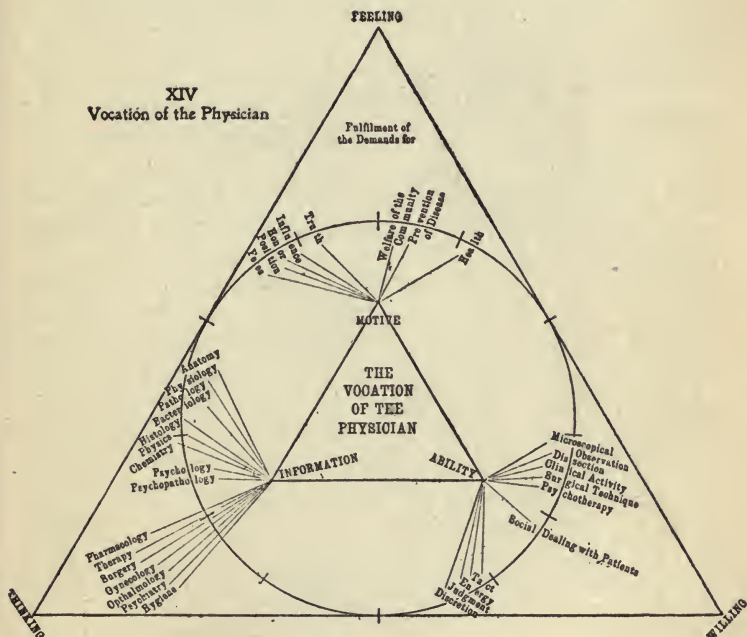 FEELING
XIV
Vocation of the Physician
Fulfilment of
the Demands for
Fees
Position
Honor
Influence
Truth
Welfare of the
Community
Prevention
of Disease
Health
MOTIVE
THE
VOCATION
OF THE
PHYSICIAN
INFORMATION
ABILITY
Anatomy
Physiology
Pathology
Bacteriology
Histology
Physics
Chemistry
Psychology
Psychopathology
Pharmacology
Therapy
Surgery
Gynecology
Opthalmology
Psychiatry
Hygiene
Microscopical
Observation
Dissection
Clinical Activity
Surgical Technique
Psychotherapy
Social Dealing with Patients
Tact
Energy
Judgment
Discretion
THINKING
WILLING